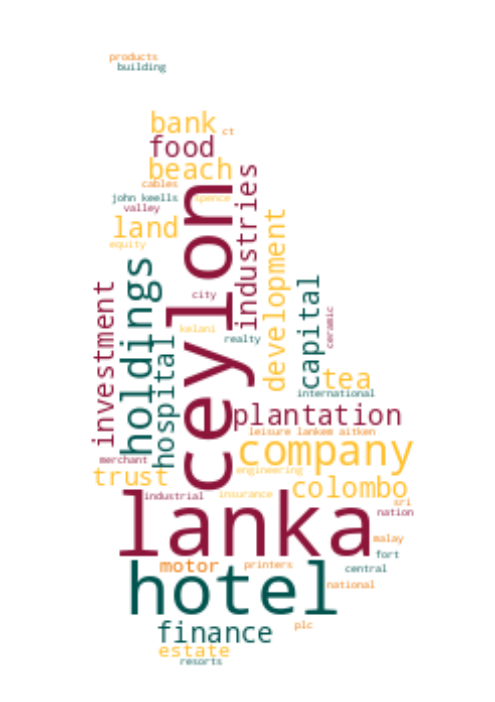 products
building
bank
ct
food
beach
cables
john keells
spence
valley
land
equity
ceylon
industries
development
holdings
city
investment
capital
ceramic
kelani
realty
hospital
tea
international
plantation
leisure lankem aitken
company
merchant
engineering
trust
colombo
industrial
insurance
lanka
sri
nation
malay
fort
motor
printers
central
hotel
national
finance
plc
estate
resorts